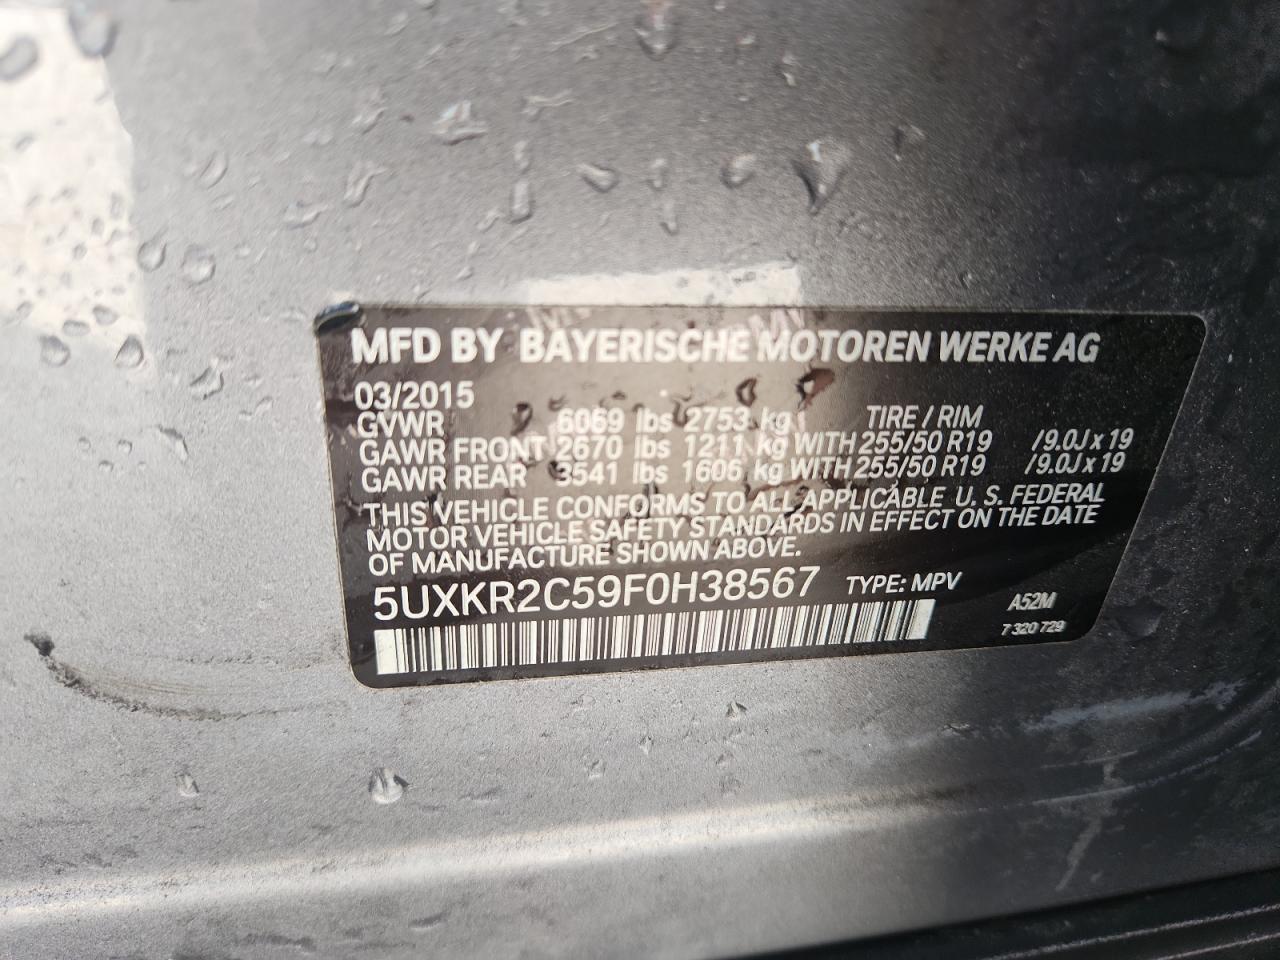 MFD BY BAYERISCHE MOTOREN WERKE AG
03/2015
GVWR 6069 lbs 2753 kg TIRE / RIM
GAWR FRONT 2670 lbs 1211 kg WITH 255/50 R19 /9.0J x 19
GAWR REAR 3541 lbs 1606 kg WITH 255/50 R19 /9.0J x 19
THIS VEHICLE CONFORMS TO ALL APPLICABLE U. S. FEDERAL
MOTOR VEHICLE SAFETY STANDARDS IN EFFECT ON THE DATE
OF MANUFACTURE SHOWN ABOVE.
5UXKR2C59F0H38567 TYPE: MPV
A52M
7 320 729